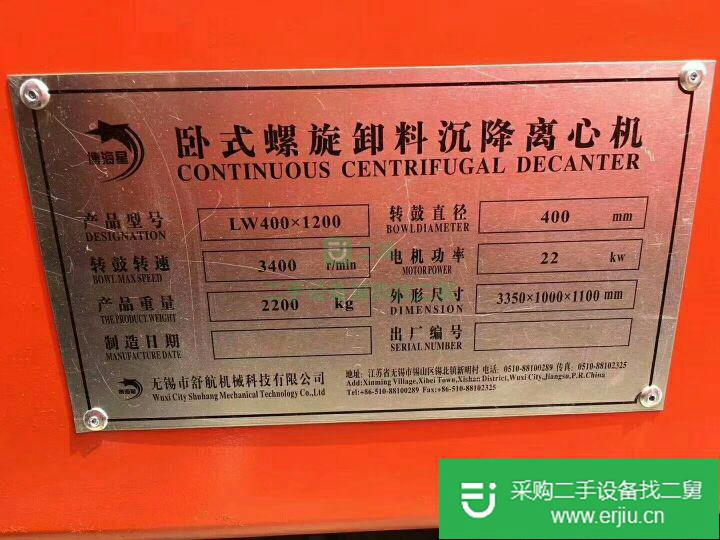 博海星
卧式螺旋卸料沉降离心机
CONTINUOUS CENTRIFUGAL DECANTER
产品型号 LW400×1200 转鼓直径 400 mm
DESIGNATION BOWLDIAMETER
转鼓转速 3400 r/min 电机功率 22 kw
BOWL MAX SPEED MOTOR POWER
产品重量 2200 kg 外形尺寸 3350×1000×1100 mm
THE PRODUCT.WEIGHT DIMENSION
制造日期 出厂编号
MANUFACTURE DATE SERIAL NUMBER
博海星
无锡市舒航机械科技有限公司
Wuxi City Shuhang Mechanical Technology Co.,Ltd
地址: 江苏省无锡市锡山区锡北镇新明村 电话: 0510-88100289 传真: 0510-88102325
Add:Xinming Village,Xibei Town,Xishan District,Wuxi City,Jiangsu,P.R.China
Tel:+86-510-88100289 Fax:+86-510-88102325
采购二手设备找二舅
www.erjiu.cn